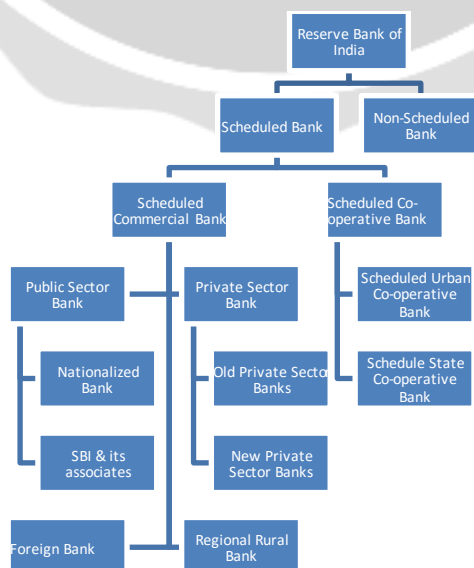 Reserve Bank of
India
Scheduled Bank
Non-Scheduled
Bank
Scheduled
Commercial Bank
Scheduled Co-
operative Bank
Public Sector
Bank
Private Sector
Bank
Scheduled Urban
Co-operative
Bank
Nationalized
Bank
Old Private Sector
Banks
Schedule State
Co-operative
Bank
SBI & its
associates
New Private
Sector Banks
Foreign Bank
Regional Rural
Bank